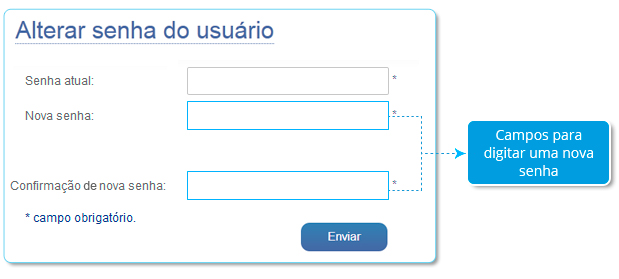 Alterar senha do usuário
Senha atual: *
Nova senha: *
Campos para
digitar uma nova
senha
Confirmação de nova senha: *
* campo obrigatório.
Enviar